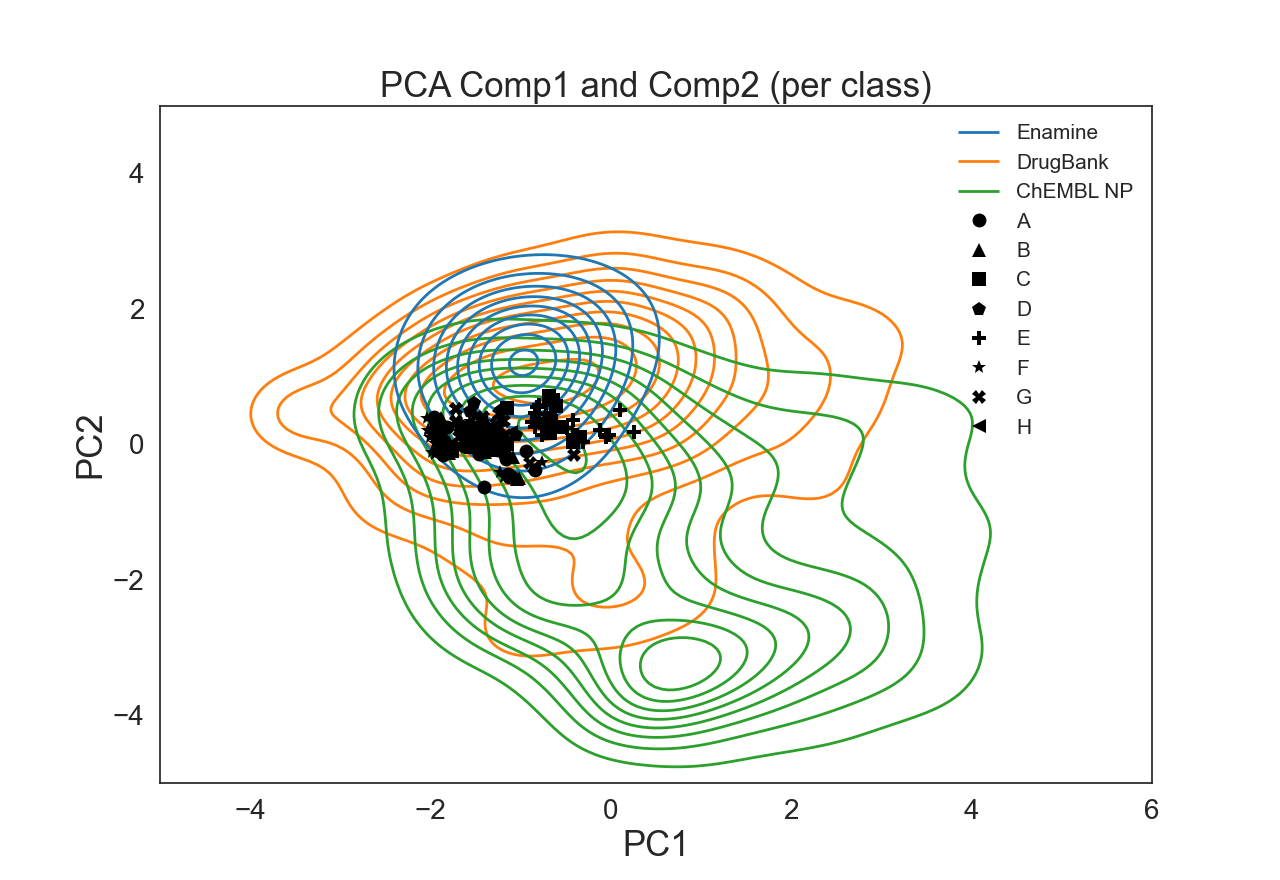 PCA Comp1 and Comp2 (per class)
Enamine
DrugBank
ChEMBL NP
A
B
C
D
E
F
G
H
4
2
0
−2
−4
PC2
−4
−2
0
2
4
6
PC1